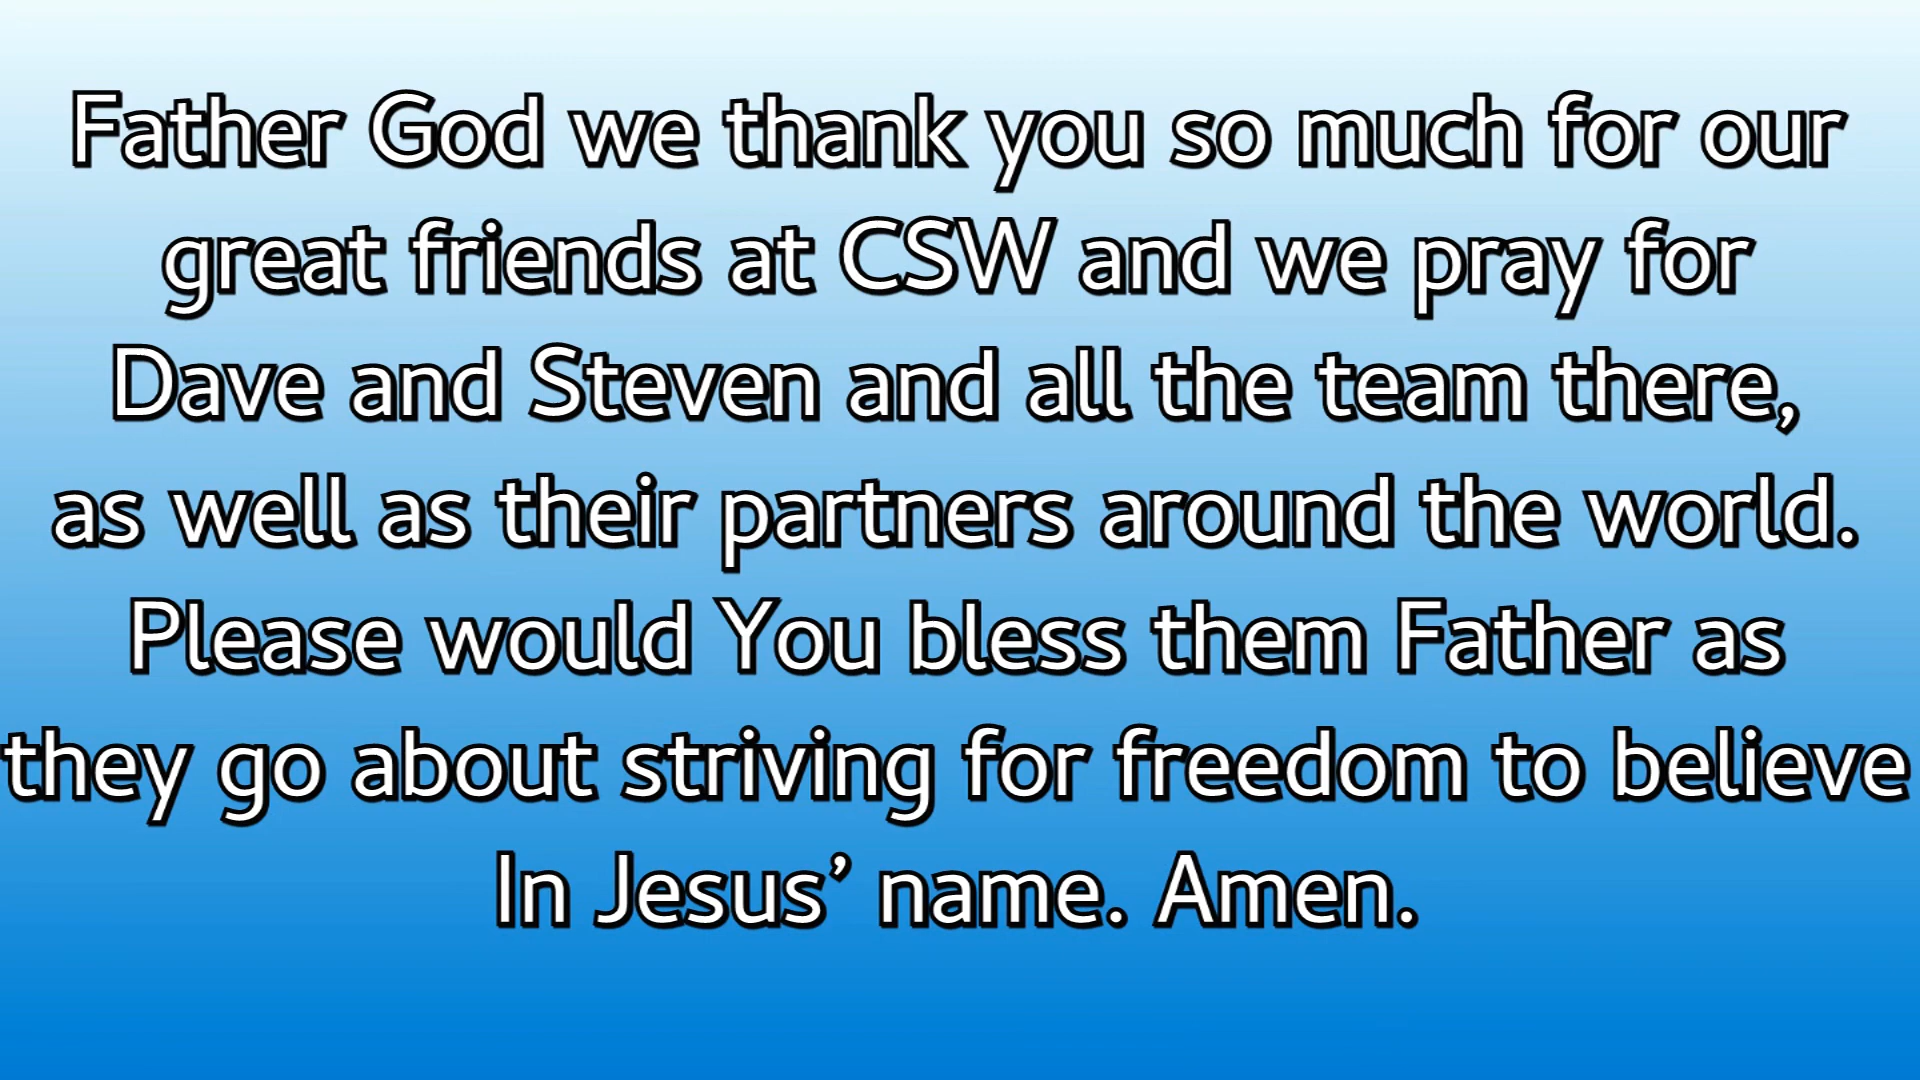 Father God we thank you so much for our
great friends at CSW and we pray for
Dave and Steven and all the team there,
as well as their partners around the world.
Please would You bless them Father as
they go about striving for freedom to believe
In Jesus’ name. Amen.